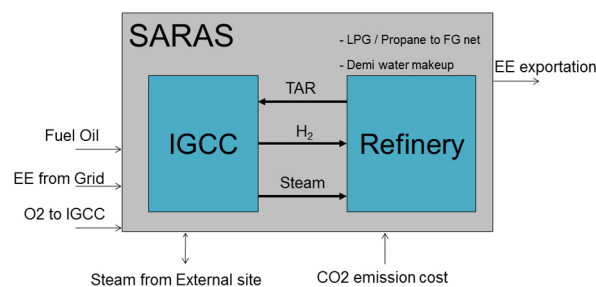 SARAS
- LPG / Propane to FG net
- Demi water makeup
EE exportation
TAR
IGCC
H₂
Refinery
Steam
Fuel Oil
EE from Grid
O2 to IGCC
Steam from External site
CO2 emission cost